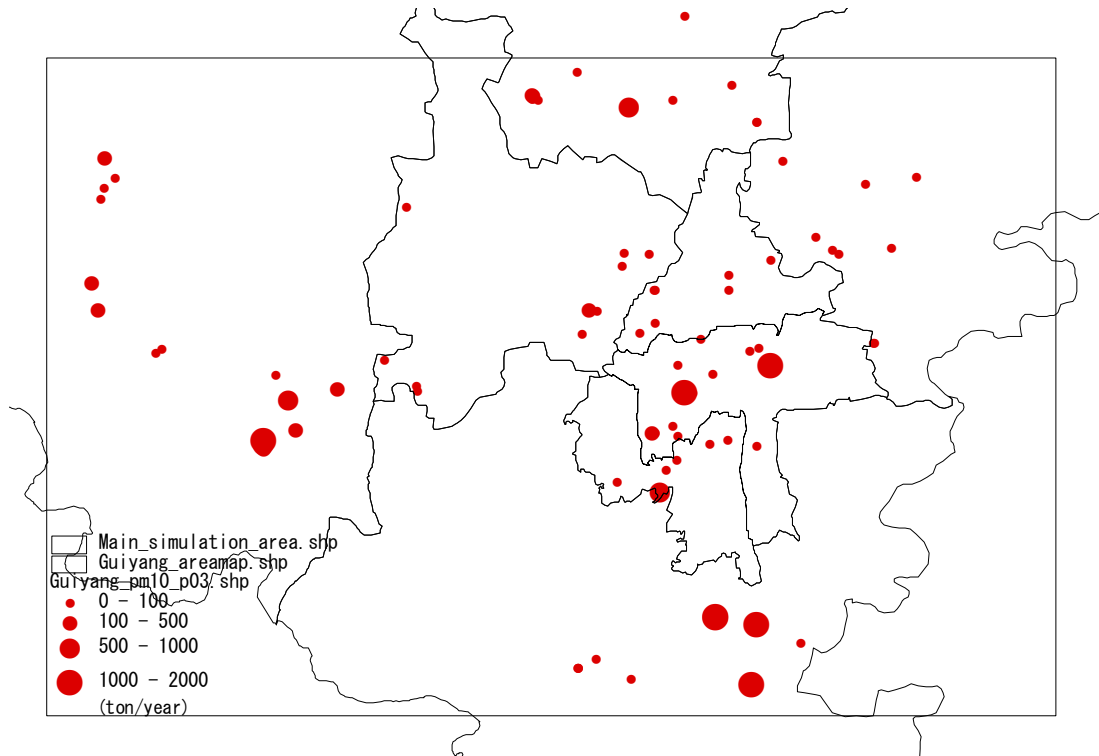 Main_simulation_area.shp
Guiyang_areamap.shp
Guiyang_pm10_p03.shp
0 - 100
100 - 500
500 - 1000
1000 - 2000
(ton/year)